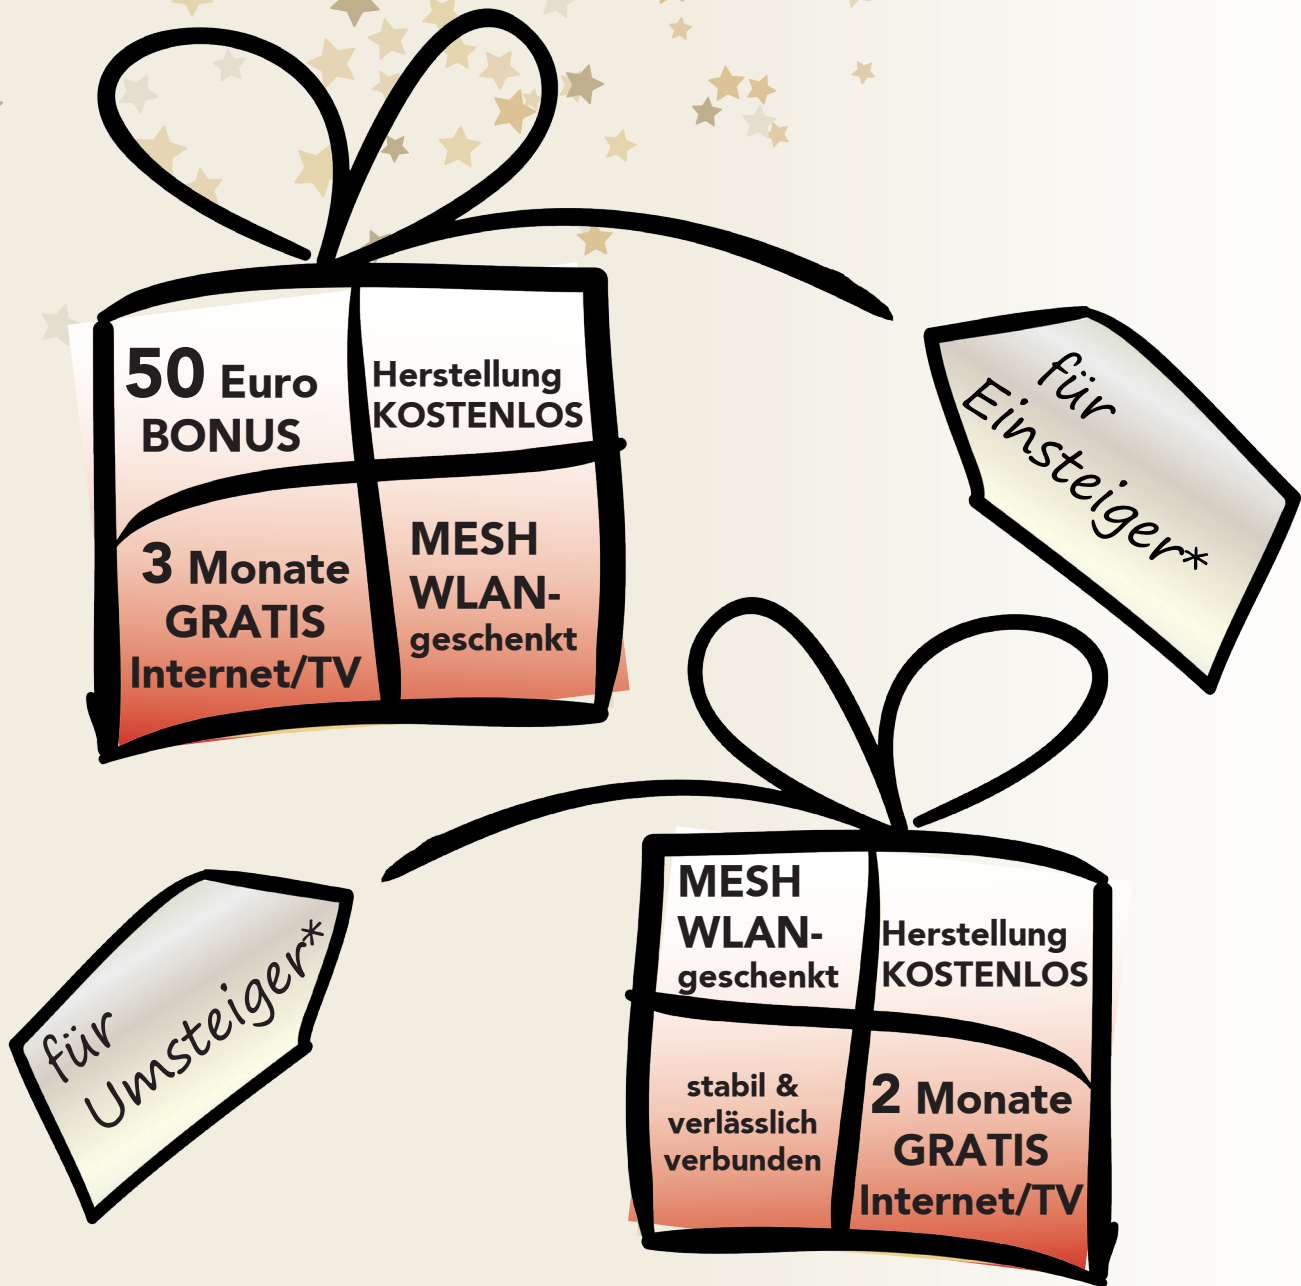 50 Euro
BONUS
Herstellung
KOSTENLOS
3 Monate
GRATIS
Internet/TV
MESH
WLAN-
geschenkt
für
Einsteiger*
MESH
WLAN-
geschenkt
Herstellung
KOSTENLOS
stabil &
verlässlich
verbunden
2 Monate
GRATIS
Internet/TV
für
Umsteiger*